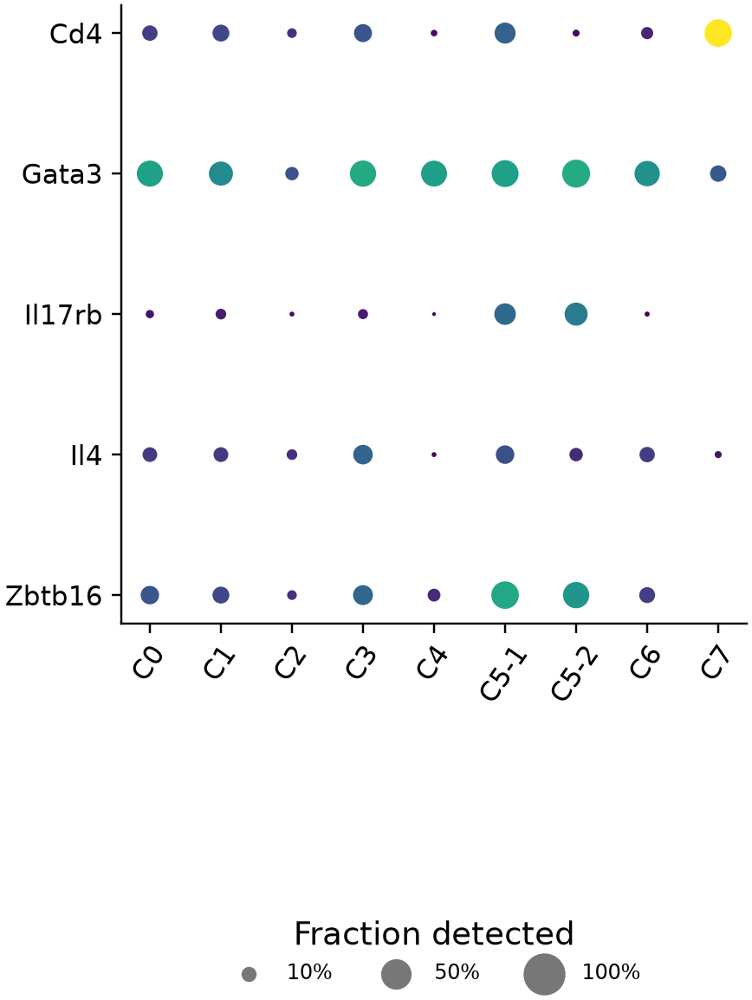 Cd4
Gata3
Il17rb
Il4
Zbtb16
C0 C1 C2 C3 C4 C5-1 C5-2 C6 C7
Fraction detected
10% 50% 100%